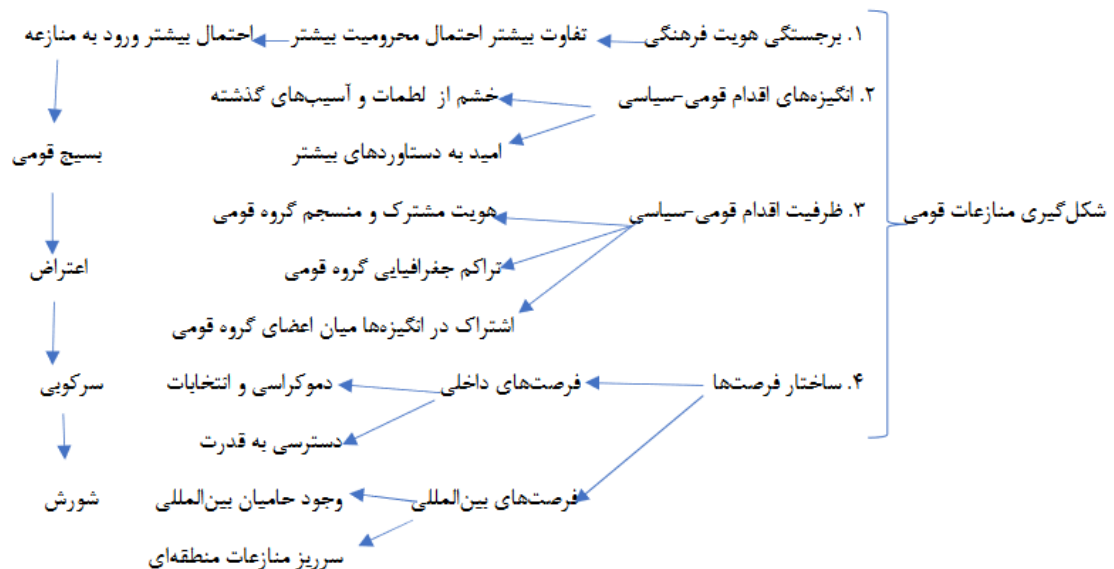 شکل‌گیری منازعات قومی
۱. برجستگی هویت فرهنگی تفاوت بیشتر احتمال محرومیت بیشتر احتمال بیشتر ورود به منازعه
۲. انگیزه‌های اقدام قومی-سیاسی خشم از لطمات و آسیب‌های گذشته
امید به دستاوردهای بیشتر بسیج قومی
۳. ظرفیت اقدام قومی-سیاسی هویت مشترک و منسجم گروه قومی
تراکم جغرافیایی گروه قومی اعتراض
اشتراک در انگیزه‌ها میان اعضای گروه قومی
۴. ساختار فرصت‌ها فرصت‌های داخلی دموکراسی و انتخابات سرکوبی
دسترسی به قدرت
فرصت‌های بین‌المللی وجود حامیان بین‌المللی شورش
سرریز منازعات منطقه‌ای